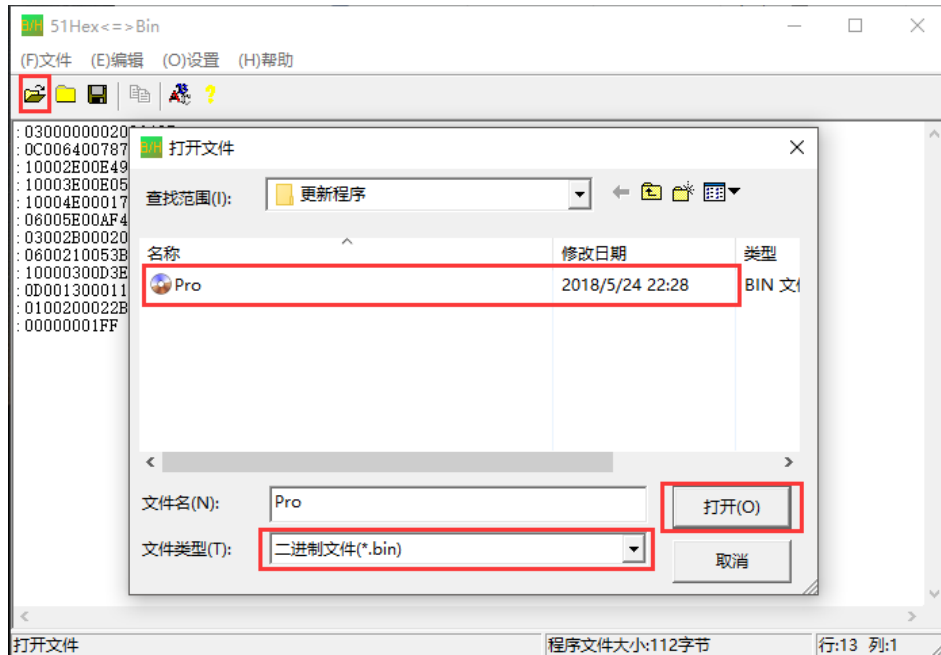 B/H 51Hex<=>Bin
(F)文件 (E)编辑 (O)设置 (H)帮助
:0300000002
:0C006400787
:10002E00E49
:10003E00E05
:10004E00017
:06005E00AF4
:03002B00020
:0600210053B
:10000300D3E
:0D001300011
:0100200022B
:00000001FF
B/H 打开文件
查找范围(I): 更新程序
名称 修改日期 类型
Pro 2018/5/24 22:28 BIN 文
文件名(N): Pro 打开(O)
文件类型(T): 二进制文件(*.bin) 取消
打开文件 程序文件大小:112字节 行:13 列:1